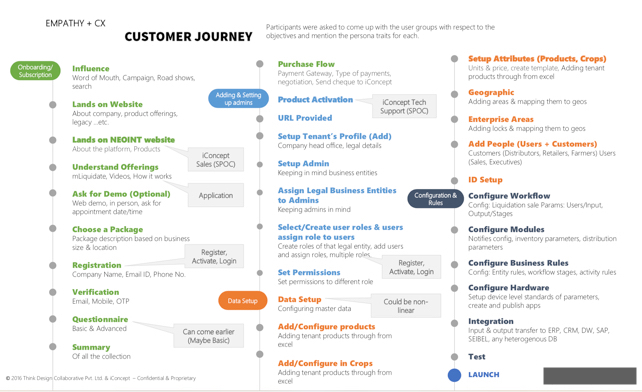 EMPATHY + CX
CUSTOMER JOURNEY
Participants were asked to come up with the user groups with respect to the
objectives and mention the persona traits for each.
Onboarding/
Subscription
Influence
Word of Mouth, Campaign, Road shows,
search
Lands on Website
About company, product offerings,
legacy ...etc.
Lands on NEOINT website
About the platform, Products
iConcept
Sales (SPOC)
Understand Offerings
mLiquidate, Videos, How it works
Ask for Demo (Optional)
Web demo, in person, ask for
appointment date/time
Application
Choose a Package
Package description based on business
size & location
Register,
Activate, Login
Registration
Company Name, Email ID, Phone No.
Verification
Email, Mobile, OTP
Questionnaire
Basic & Advanced
Can come earlier
(Maybe Basic)
Summary
Of all the collection
Purchase Flow
Payment Gateway, Type of payments,
negotiation, Send cheque to iConcept
Adding & Setting
up admins
Product Activation
iConcept Tech
Support (SPOC)
URL Provided
Setup Tenant's Profile (Add)
Company head office, legal details
Setup Admin
Keeping in mind business entities
Assign Legal Business Entities
to Admins
Keeping admins in mind
Select/Create user roles & users
assign role to users
Create roles of that legal entity, add users
and assign roles, multiple roles
Register,
Activate, Login
Set Permissions
Set permissions to different role
Data Setup
Data Setup
Configuring master data
Could be non-
linear
Add/Configure products
Adding tenant products through from
excel
Add/Configure in Crops
Adding tenant products through from
excel
Setup Attributes (Products, Crops)
Units & price, create template, Adding tenant
products through from excel
Geographic
Adding areas & mapping them to geos
Enterprise Areas
Adding locks & mapping them to geos
Add People (Users + Customers)
Customers (Distributors, Retailers, Farmers) Users
(Sales, Executives)
ID Setup
Configuration &
Rules
Configure Workflow
Config: Liquidation sale Params: Users/Input,
Output/Stages
Configure Modules
Notifies config, inventory parameters, distribution
parameters
Configure Business Rules
Config: Entity rules, workflow stages, activity rules
Configure Hardware
Setup device level standards of parameters,
create and publish apps
Integration
Input & output transfer to ERP, CRM, DW, SAP,
SEIBEL, any heterogenous DB
Test
LAUNCH
© 2016 Think Design Collaborative Pvt. Ltd. & iConcept – Confidential & Proprietary